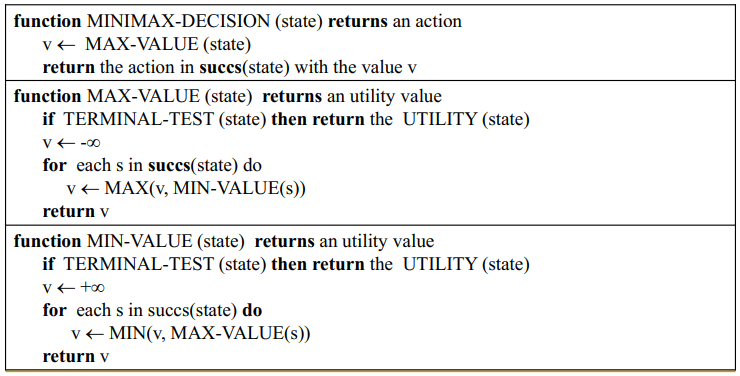 function MINIMAX-DECISION (state) returns an action
v ← MAX-VALUE (state)
return the action in succs(state) with the value v
function MAX-VALUE (state) returns an utility value
if TERMINAL-TEST (state) then return the UTILITY (state)
v ← -∞
for each s in succs(state) do
v ← MAX(v, MIN-VALUE(s))
return v
function MIN-VALUE (state) returns an utility value
if TERMINAL-TEST (state) then return the UTILITY (state)
v ← +∞
for each s in succs(state) do
v ← MIN(v, MAX-VALUE(s))
return v